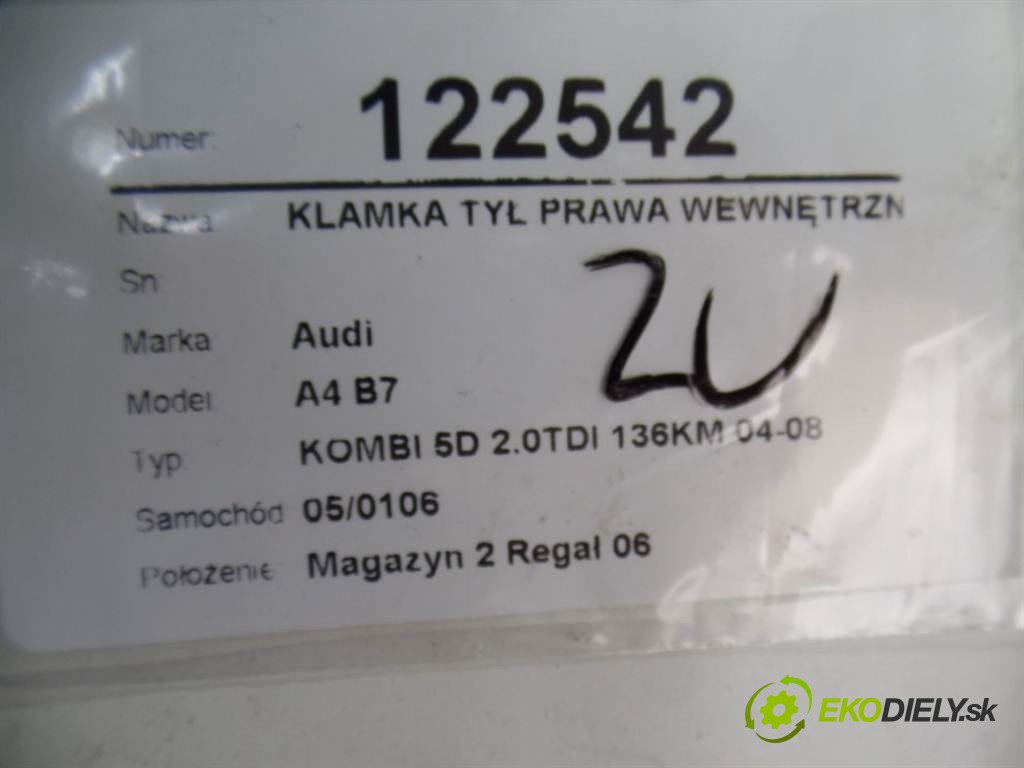 Numer: 122542
Nazwa KLAMKA TYŁ PRAWA WEWNĘTRZN
Sn
Marka Audi
Model A4 B7
Typ KOMBI 5D 2.0TDI 136KM 04-08
Samochód 05/0106
Położenie Magazyn 2 Regał 06
EKODIELY.sk